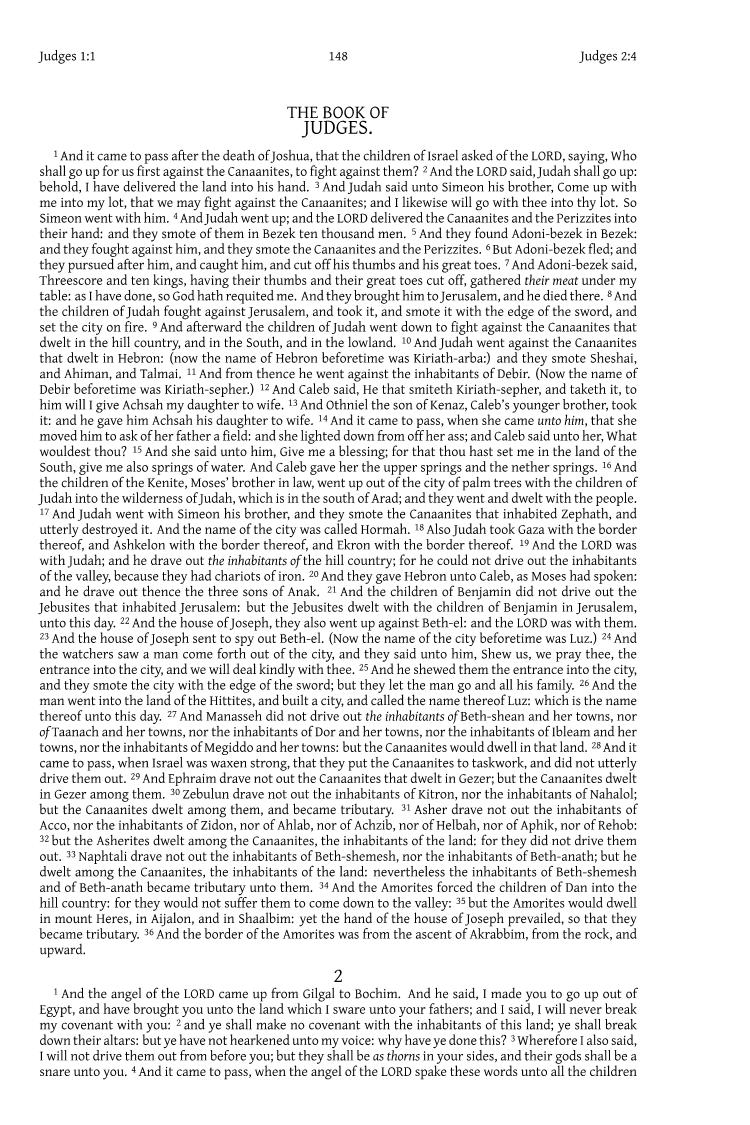 Judges 1:1 148 Judges 2:4
THE BOOK OF
JUDGES.
1 And it came to pass after the death of Joshua, that the children of Israel asked of the LORD, saying, Who
shall go up for us first against the Canaanites, to fight against them? 2 And the LORD said, Judah shall go up:
behold, I have delivered the land into his hand. 3 And Judah said unto Simeon his brother, Come up with
me into my lot, that we may fight against the Canaanites; and I likewise will go with thee into thy lot. So
Simeon went with him. 4 And Judah went up; and the LORD delivered the Canaanites and the Perizzites into
their hand: and they smote of them in Bezek ten thousand men. 5 And they found Adoni-bezek in Bezek:
and they fought against him, and they smote the Canaanites and the Perizzites. 6 But Adoni-bezek fled; and
they pursued after him, and caught him, and cut off his thumbs and his great toes. 7 And Adoni-bezek said,
Threescore and ten kings, having their thumbs and their great toes cut off, gathered their meat under my
table: as I have done, so God hath requited me. And they brought him to Jerusalem, and he died there. 8 And
the children of Judah fought against Jerusalem, and took it, and smote it with the edge of the sword, and
set the city on fire. 9 And afterward the children of Judah went down to fight against the Canaanites that
dwelt in the hill country, and in the South, and in the lowland. 10 And Judah went against the Canaanites
that dwelt in Hebron: (now the name of Hebron beforetime was Kiriath-arba:) and they smote Sheshai,
and Ahiman, and Talmai. 11 And from thence he went against the inhabitants of Debir. (Now the name of
Debir beforetime was Kiriath-sepher.) 12 And Caleb said, He that smiteth Kiriath-sepher, and taketh it, to
him will I give Achsah my daughter to wife. 13 And Othniel the son of Kenaz, Caleb's younger brother, took
it: and he gave him Achsah his daughter to wife. 14 And it came to pass, when she came unto him, that she
moved him to ask of her father a field: and she lighted down from off her ass; and Caleb said unto her, What
wouldest thou? 15 And she said unto him, Give me a blessing; for that thou hast set me in the land of the
South, give me also springs of water. And Caleb gave her the upper springs and the nether springs. 16 And
the children of the Kenite, Moses' brother in law, went up out of the city of palm trees with the children of
Judah into the wilderness of Judah, which is in the south of Arad; and they went and dwelt with the people.
17 And Judah went with Simeon his brother, and they smote the Canaanites that inhabited Zephath, and
utterly destroyed it. And the name of the city was called Hormah. 18 Also Judah took Gaza with the border
thereof, and Ashkelon with the border thereof, and Ekron with the border thereof. 19 And the LORD was
with Judah; and he drave out the inhabitants of the hill country; for he could not drive out the inhabitants
of the valley, because they had chariots of iron. 20 And they gave Hebron unto Caleb, as Moses had spoken:
and he drave out thence the three sons of Anak. 21 And the children of Benjamin did not drive out the
Jebusites that inhabited Jerusalem: but the Jebusites dwelt with the children of Benjamin in Jerusalem,
unto this day. 22 And the house of Joseph, they also went up against Beth-el: and the LORD was with them.
23 And the house of Joseph sent to spy out Beth-el. (Now the name of the city beforetime was Luz.) 24 And
the watchers saw a man come forth out of the city, and they said unto him, Shew us, we pray thee, the
entrance into the city, and we will deal kindly with thee. 25 And he shewed them the entrance into the city,
and they smote the city with the edge of the sword; but they let the man go and all his family. 26 And the
man went into the land of the Hittites, and built a city, and called the name thereof Luz: which is the name
thereof unto this day. 27 And Manasseh did not drive out the inhabitants of Beth-shean and her towns, nor
of Taanach and her towns, nor the inhabitants of Dor and her towns, nor the inhabitants of Ibleam and her
towns, nor the inhabitants of Megiddo and her towns: but the Canaanites would dwell in that land. 28 And it
came to pass, when Israel was waxen strong, that they put the Canaanites to taskwork, and did not utterly
drive them out. 29 And Ephraim drave not out the Canaanites that dwelt in Gezer; but the Canaanites dwelt
in Gezer among them. 30 Zebulun drave not out the inhabitants of Kitron, nor the inhabitants of Nahalol;
but the Canaanites dwelt among them, and became tributary. 31 Asher drave not out the inhabitants of
Acco, nor the inhabitants of Zidon, nor of Ahlab, nor of Achzib, nor of Helbah, nor of Aphik, nor of Rehob:
32 but the Asherites dwelt among the Canaanites, the inhabitants of the land: for they did not drive them
out. 33 Naphtali drave not out the inhabitants of Beth-shemesh, nor the inhabitants of Beth-anath; but he
dwelt among the Canaanites, the inhabitants of the land: nevertheless the inhabitants of Beth-shemesh
and of Beth-anath became tributary unto them. 34 And the Amorites forced the children of Dan into the
hill country: for they would not suffer them to come down to the valley: 35 but the Amorites would dwell
in mount Heres, in Aijalon, and in Shaalbim: yet the hand of the house of Joseph prevailed, so that they
became tributary. 36 And the border of the Amorites was from the ascent of Akrabbim, from the rock, and
upward.
2
1 And the angel of the LORD came up from Gilgal to Bochim. And he said, I made you to go up out of
Egypt, and have brought you unto the land which I sware unto your fathers; and I said, I will never break
my covenant with you: 2 and ye shall make no covenant with the inhabitants of this land; ye shall break
down their altars: but ye have not hearkened unto my voice: why have ye done this? 3 Wherefore I also said,
I will not drive them out from before you; but they shall be as thorns in your sides, and their gods shall be a
snare unto you. 4 And it came to pass, when the angel of the LORD spake these words unto all the children